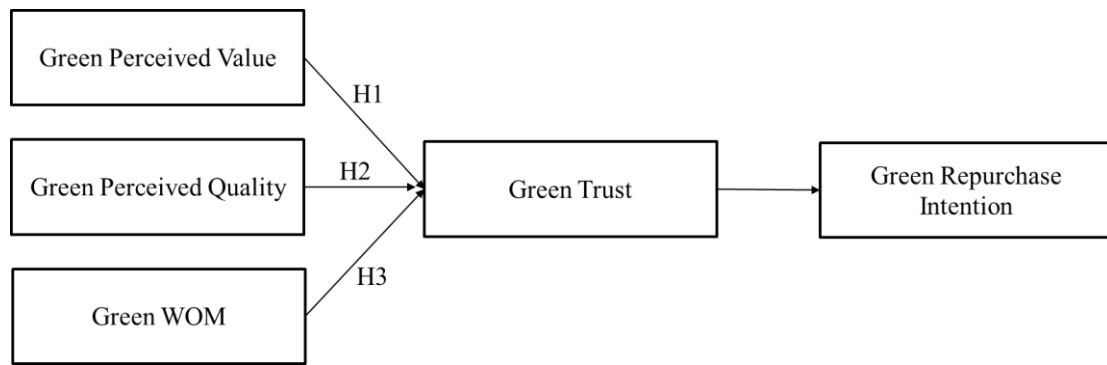 Green Perceived Value
H1
Green Perceived Quality
H2
Green Trust
Green Repurchase
Intention
H3
Green WOM